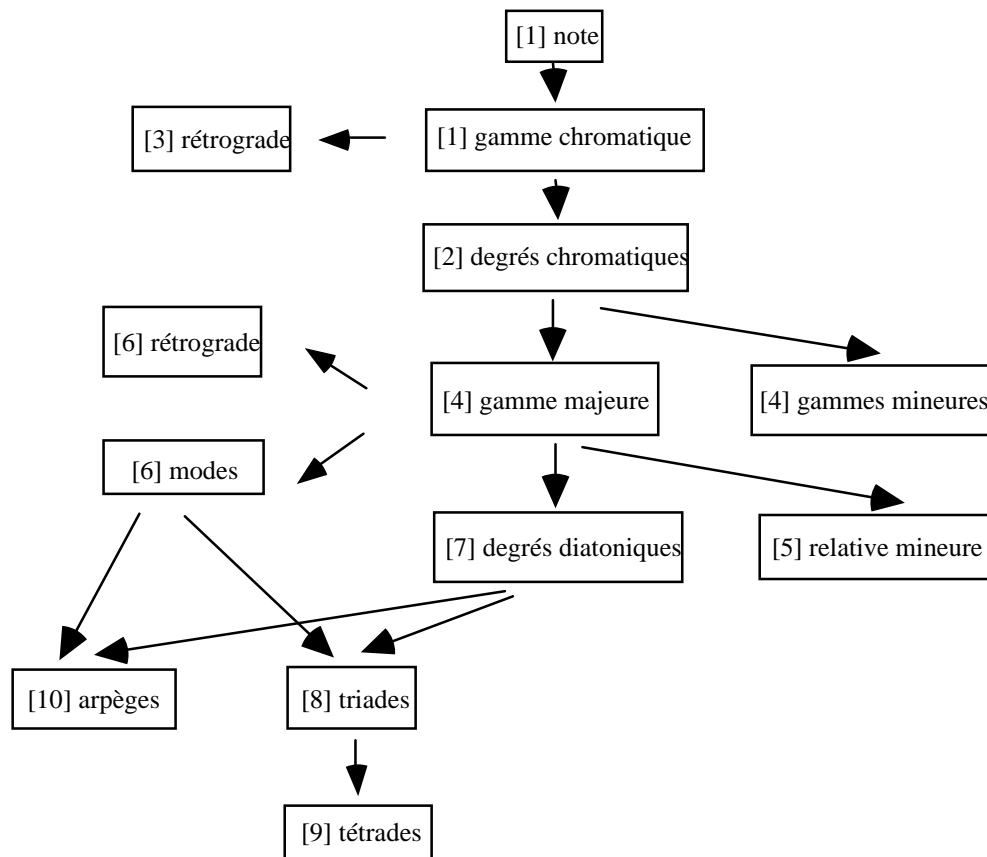 [1] note
[3] rétrograde
[1] gamme chromatique
[2] degrés chromatiques
[6] rétrograde
[4] gamme majeure
[4] gammes mineures
[6] modes
[7] degrés diatoniques
[5] relative mineure
[10] arpèges
[8] triades
[9] tétrades